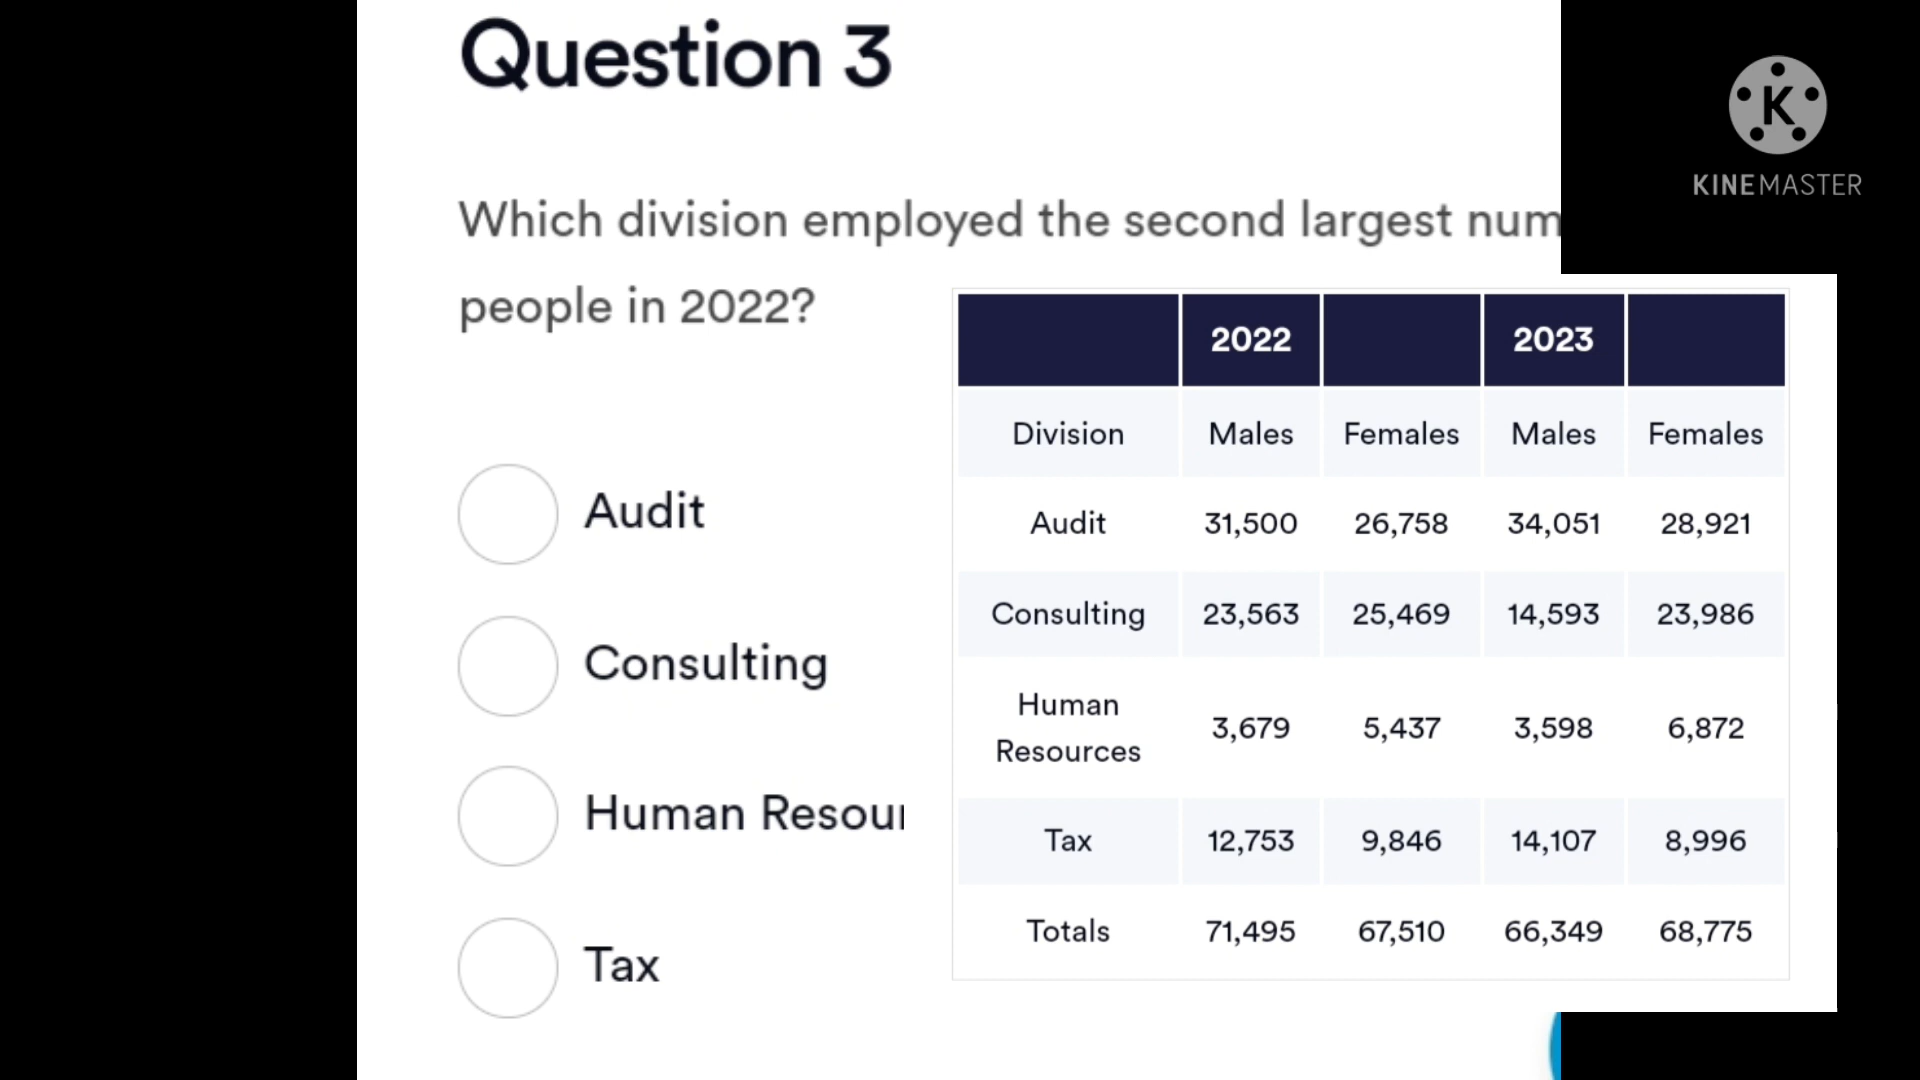 Question 3
K
KINEMASTER
Which division employed the second largest num
people in 2022?
Audit
Consulting
Human Resour
Tax
2022 2023
Division Males Females Males Females
Audit 31,500 26,758 34,051 28,921
Consulting 23,563 25,469 14,593 23,986
Human
Resources 3,679 5,437 3,598 6,872
Tax 12,753 9,846 14,107 8,996
Totals 71,495 67,510 66,349 68,775